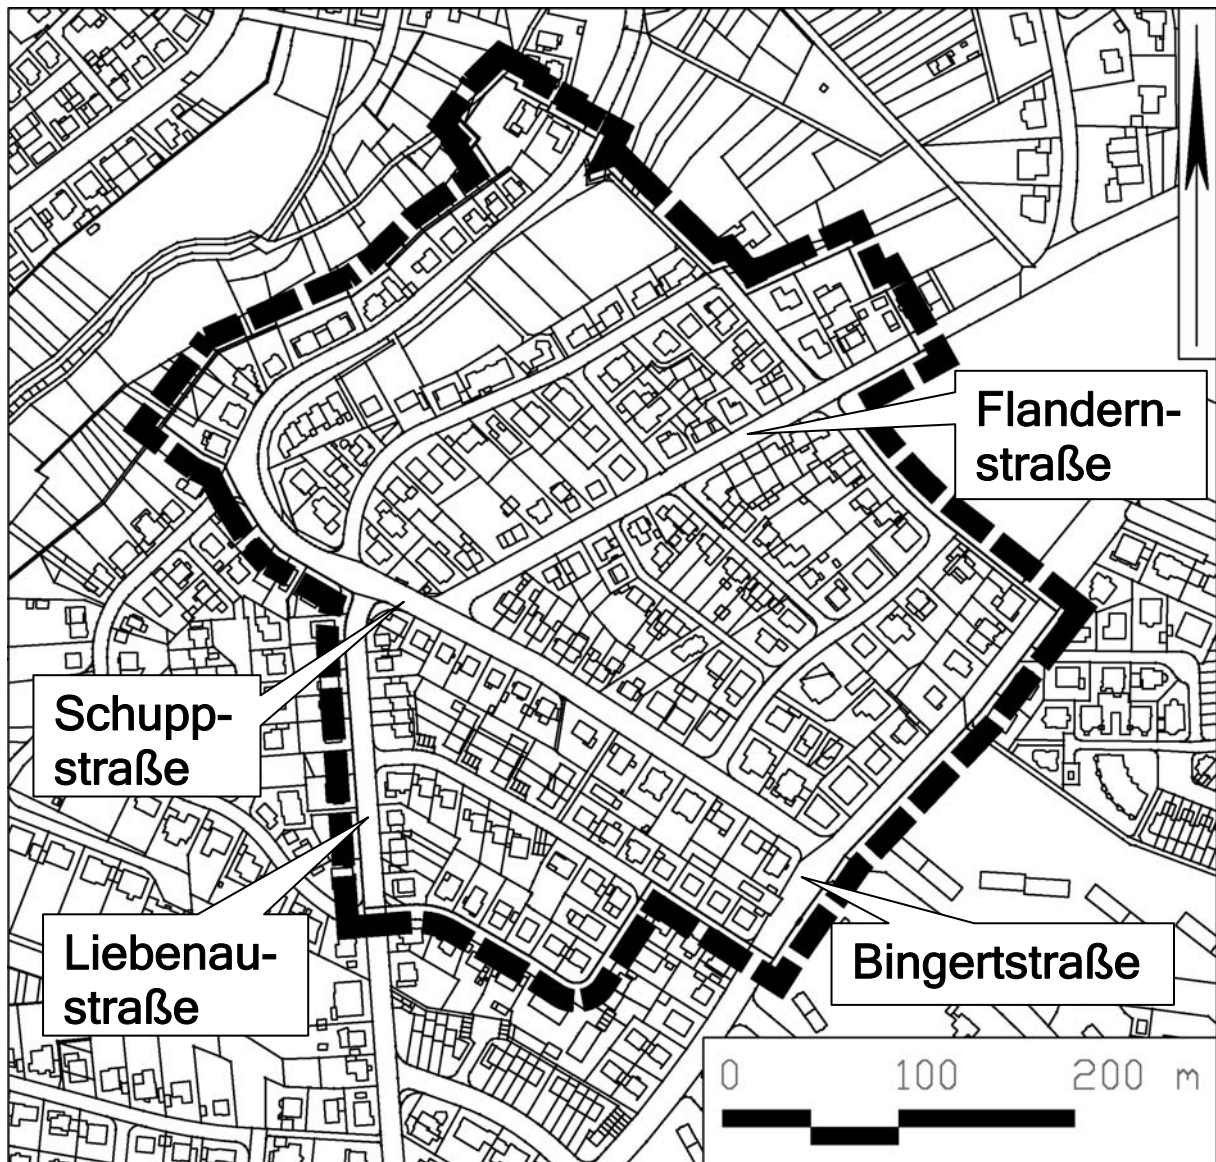 Flandern-
straße
Schupp-
straße
Liebenau-
straße
Bingertstraße
0 100 200 m